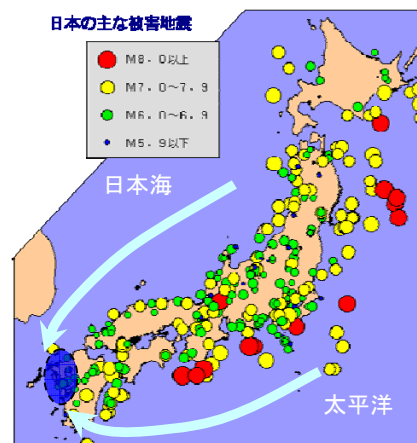 日本の主な被害地震
M8.0以上
M7.0～7.9
M6.0～6.9
M5.9以下
日本海
太平洋